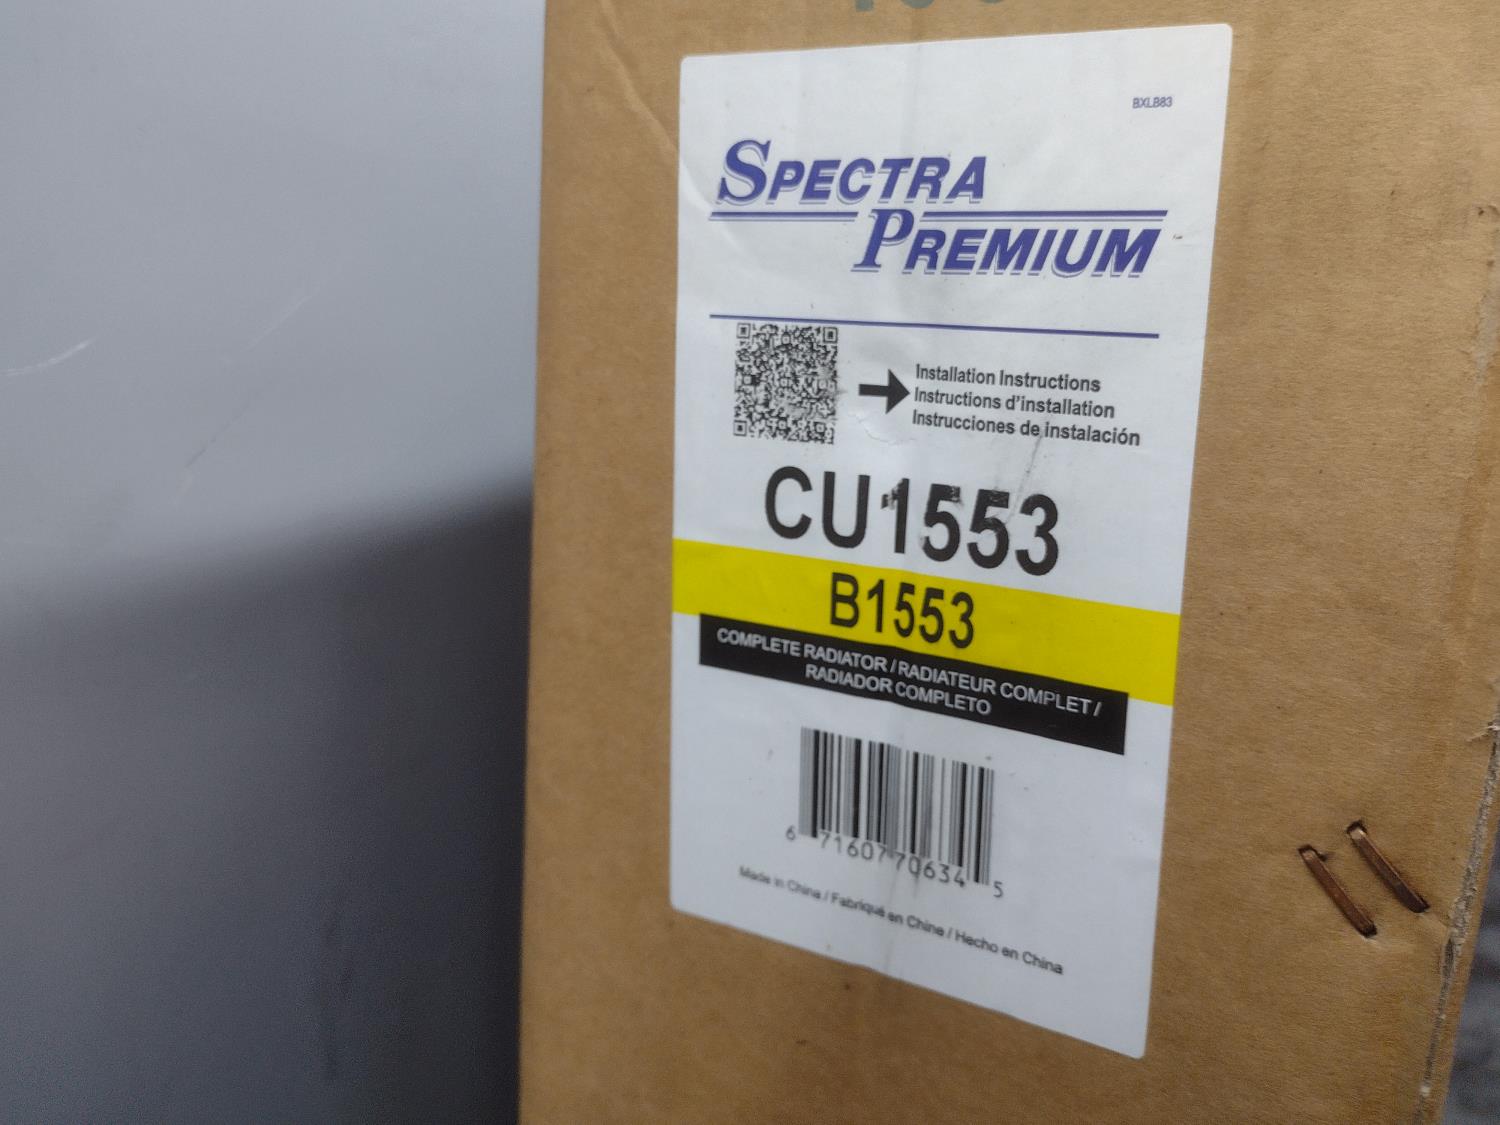 BXLB83
SPECTRA
PREMIUM
Installation Instructions
Instructions d'installation
Instrucciones de instalación
CU1553
B1553
COMPLETE RADIATOR / RADIATEUR COMPLET /
RADIADOR COMPLETO
6 71607 70634 5
Made in China / Fabriqué en Chine / Hecho en China